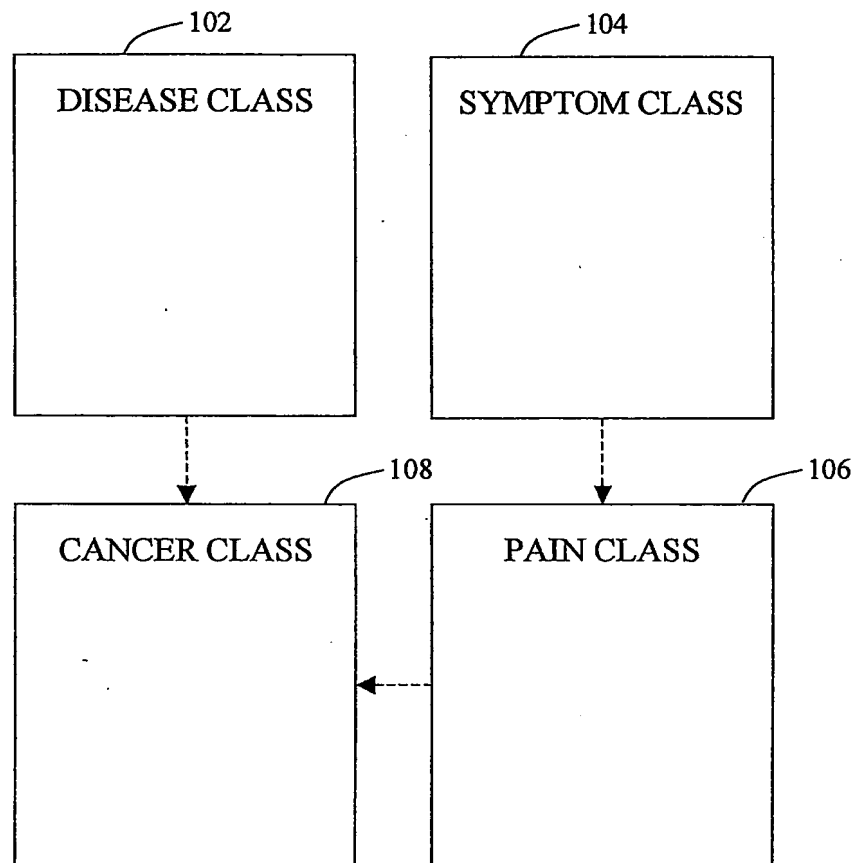 102
104
DISEASE CLASS
SYMPTOM CLASS
108
106
CANCER CLASS
PAIN CLASS